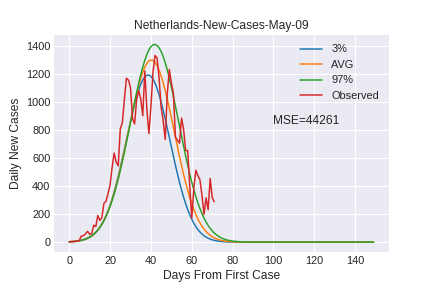 Netherlands-New-Cases-May-09
1400
1200
1000
800
600
400
200
0
Daily New Cases
3%
AVG
97%
Observed
MSE=44261
0 20 40 60 80 100 120 140
Days From First Case